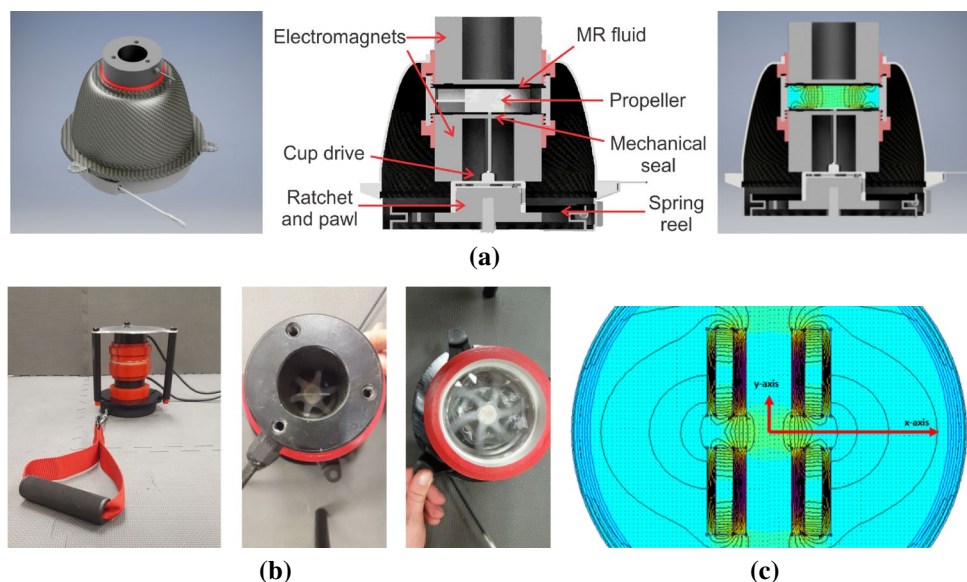 Electromagnets
MR fluid
Propeller
Mechanical
seal
Cup drive
Ratchet
and pawl
Spring
reel
(a)
y-axis
x-axis
(b)
(c)